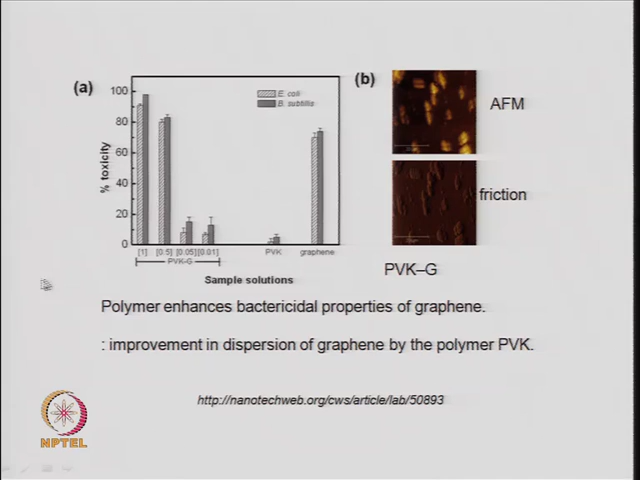 (a)
100
80
60
40
20
0
% toxicity
E. coli
B. subtilis
[1] [0.5] [0.05] [0.01] PVK graphene
PVK-G
Sample solutions
(b)
AFM
friction
PVK–G
Polymer enhances bactericidal properties of graphene.
: improvement in dispersion of graphene by the polymer PVK.
http://nanotechweb.org/cws/article/lab/50893
NPTEL